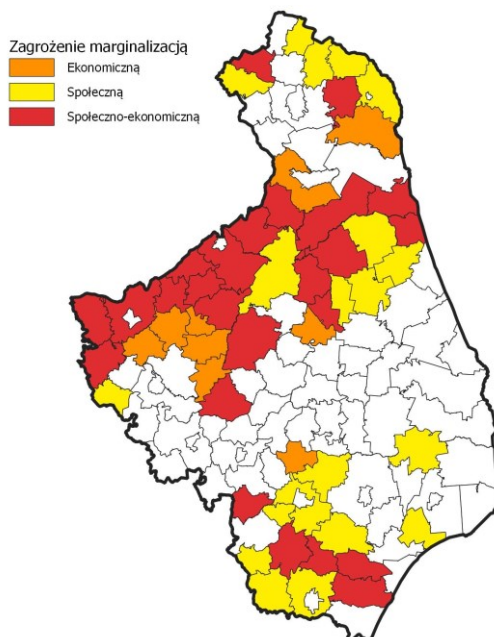 Zagrożenie marginalizacją
Ekonomiczną
Społeczną
Społeczno-ekonomiczną